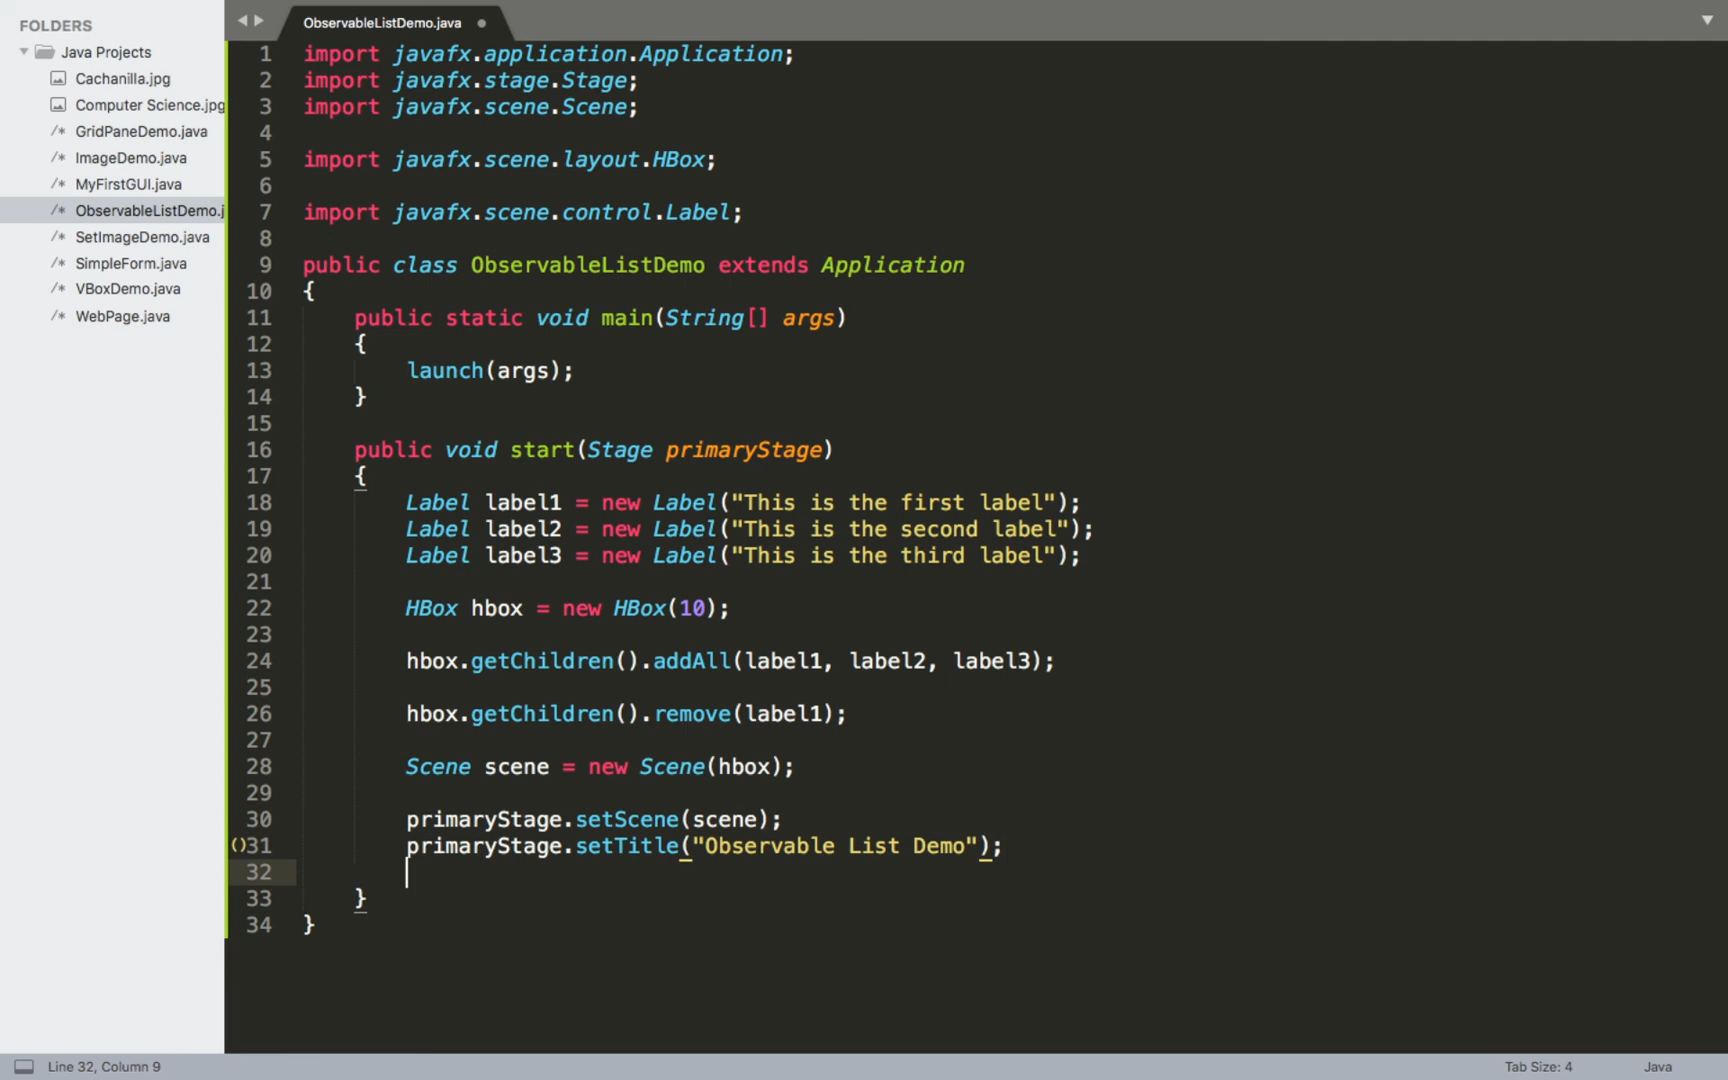 FOLDERS
Java Projects
Cachanilla.jpg
Computer Science.jpg
/* GridPaneDemo.java
/* ImageDemo.java
/* MyFirstGUI.java
/* ObservableListDemo.j
/* SetImageDemo.java
/* SimpleForm.java
/* VBoxDemo.java
/* WebPage.java
ObservableListDemo.java
1 import javafx.application.Application;
2 import javafx.stage.Stage;
3 import javafx.scene.Scene;
4
5 import javafx.scene.layout.HBox;
6
7 import javafx.scene.control.Label;
8
9 public class ObservableListDemo extends Application
10 {
11 public static void main(String[] args)
12 {
13 launch(args);
14 }
15
16 public void start(Stage primaryStage)
17 {
18 Label label1 = new Label("This is the first label");
19 Label label2 = new Label("This is the second label");
20 Label label3 = new Label("This is the third label");
21
22 HBox hbox = new HBox(10);
23
24 hbox.getChildren().addAll(label1, label2, label3);
25
26 hbox.getChildren().remove(label1);
27
28 Scene scene = new Scene(hbox);
29
30 primaryStage.setScene(scene);
()31 primaryStage.setTitle("Observable List Demo");
32
33 }
34 }
Line 32, Column 9
Tab Size: 4
Java